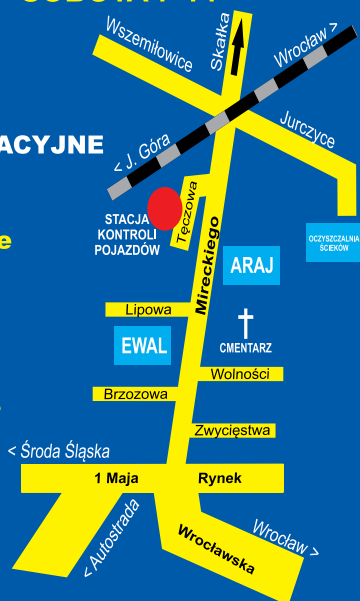 Skałka
Wszemiłowice
Wrocław >
Jurczyce
ACYJNE
< J. Góra
Tęczowa
STACJA
KONTROLI
POJAZDÓW
e
OCZYSZCZALNIA
ŚCIEKÓW
Mireckiego
ARAJ
Lipowa
EWAL
CMENTARZ
Wolności
Brzozowa
Zwycięstwa
< Środa Śląska
1 Maja
Rynek
< Autostrada
Wrocławska
Wrocław >